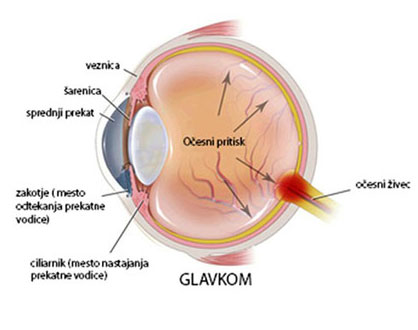 veznica
šarenica
sprednji prekat
Očesni pritisk
očesni živec
zakotje ( mesto
odtekanja prekatne
vodice)
ciliarnik (mesto nastajanja
prekatne vodice)
GLAVKOM